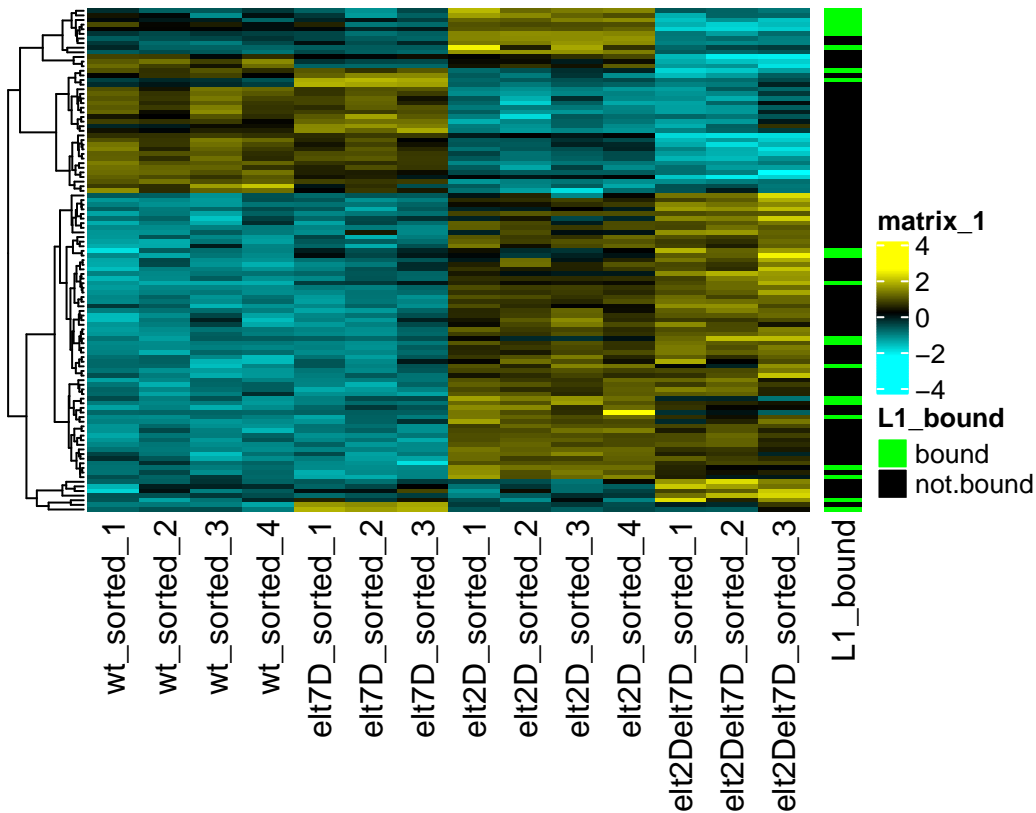 matrix_1
4
2
0
−2
−4
L1_bound
bound
not.bound
wt_sorted_1
wt_sorted_2
wt_sorted_3
wt_sorted_4
elt7D_sorted_1
elt7D_sorted_2
elt7D_sorted_3
elt2D_sorted_1
elt2D_sorted_2
elt2D_sorted_3
elt2D_sorted_4
elt2Delt7D_sorted_1
elt2Delt7D_sorted_2
elt2Delt7D_sorted_3
L1_bound